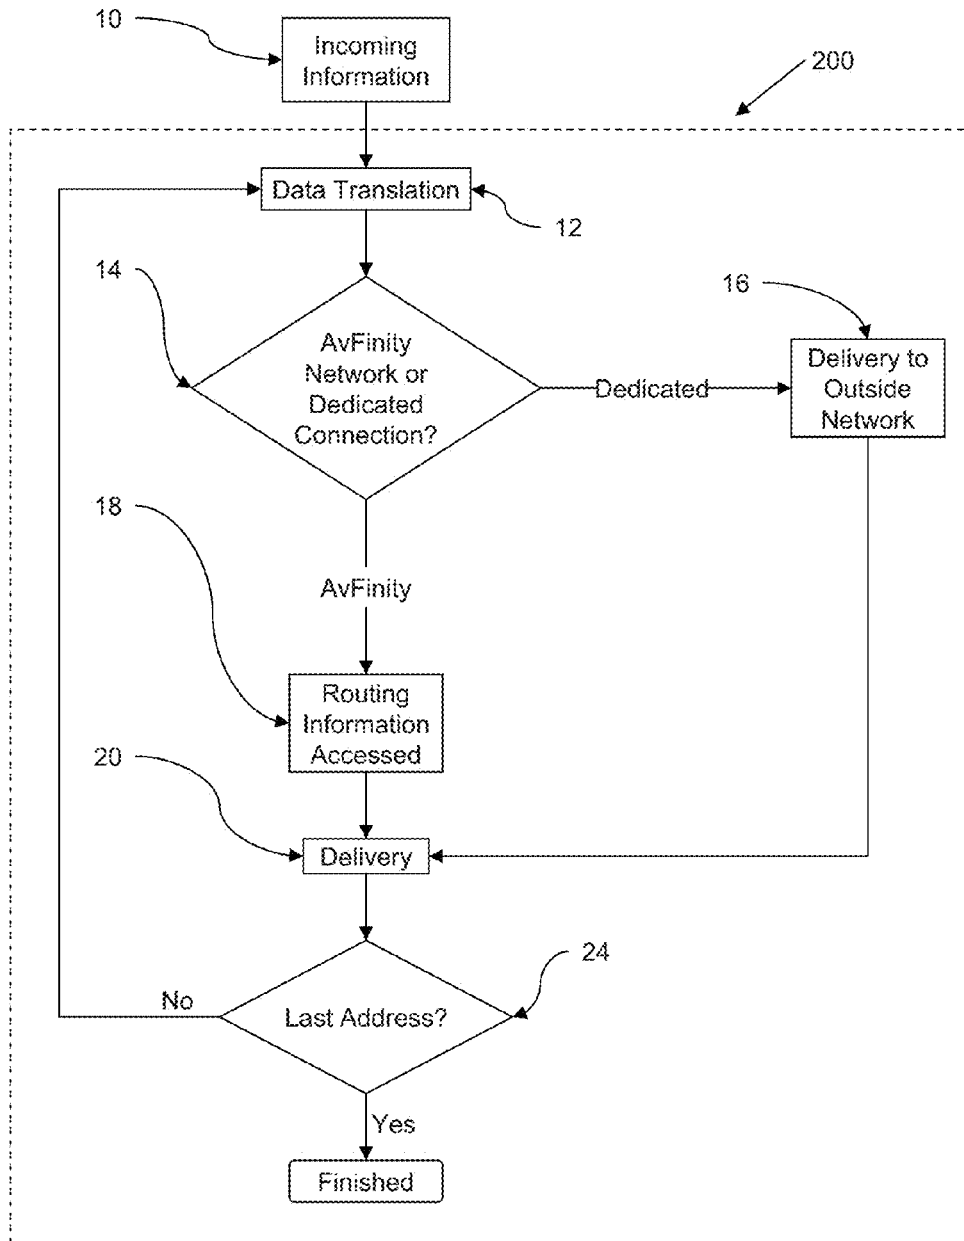 10
Incoming
Information
200
Data Translation
12
14
16
AvFinity
Network or
Dedicated
Connection?
Dedicated
Delivery to
Outside
Network
18
AvFinity
Routing
Information
Accessed
20
Delivery
24
No
Last Address?
Yes
Finished